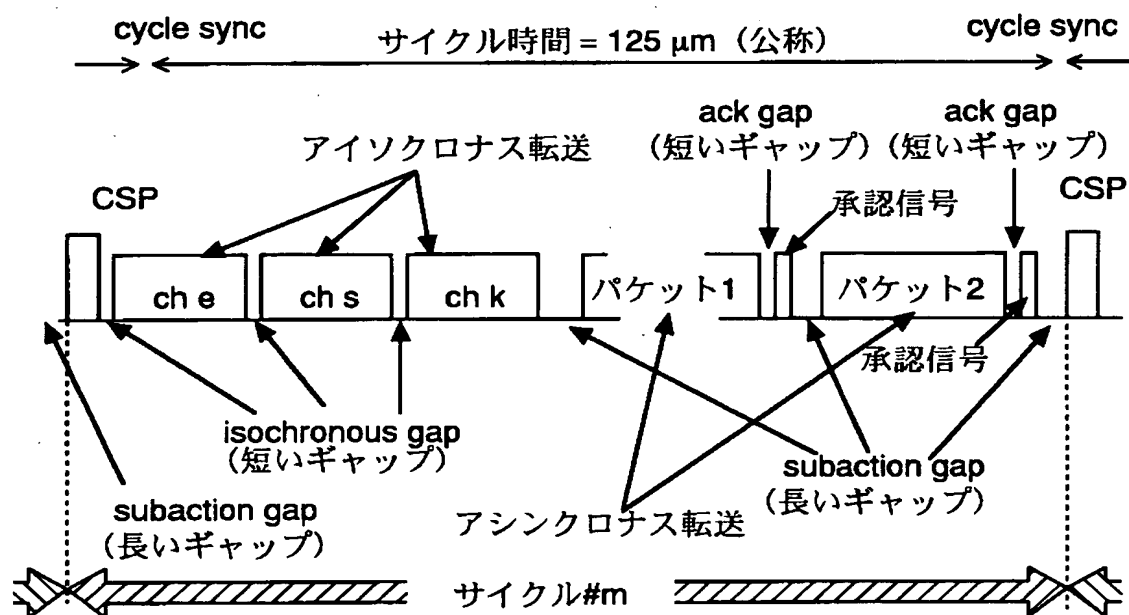 cycle sync
サイクル時間 = 125 μm (公称)
cycle sync
ack gap
(短いギャップ)
ack gap
(短いギャップ)
アイソクロナス転送
承認信号
CSP
CSP
ch e
ch s
ch k
パケット1
パケット2
承認信号
isochronous gap
(短いギャップ)
subaction gap
(長いギャップ)
subaction gap
(長いギャップ)
アシンクロナス転送
サイクル#m